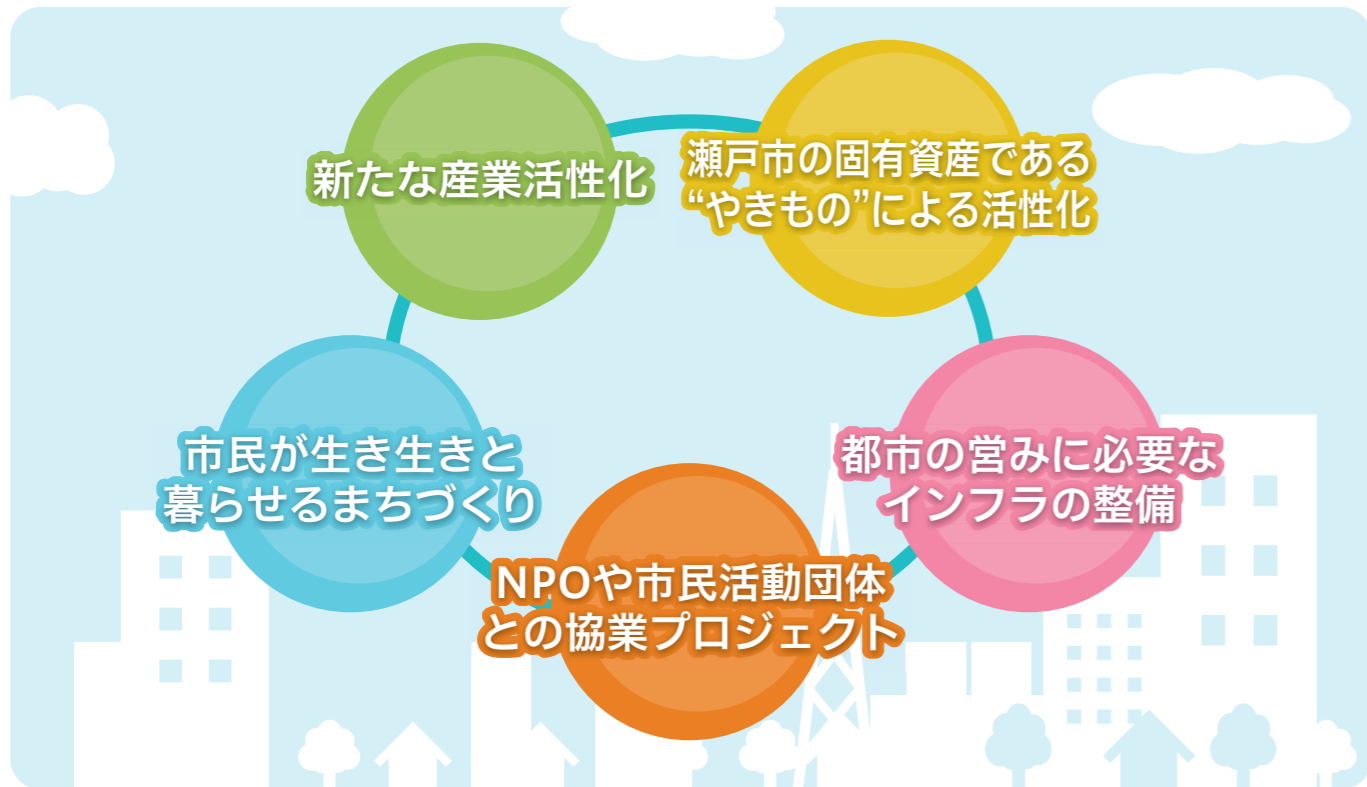 新たな産業活性化
瀬戸市の固有資産である
“やきもの”による活性化
市民が生き生きと
暮らせるまちづくり
都市の営みに必要な
インフラの整備
NPOや市民活動団体
との協業プロジェクト